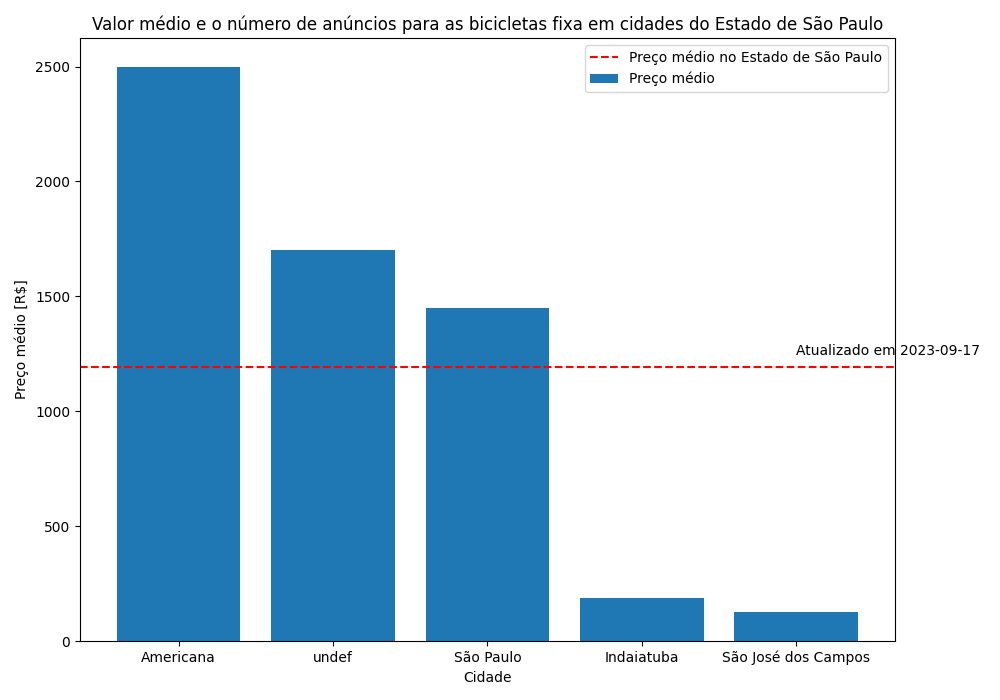 Valor médio e o número de anúncios para as bicicletas fixa em cidades do Estado de São Paulo
Preço médio no Estado de São Paulo
Preço médio
2500
2000
1500
1000
500
0
Preço médio [R$]
Atualizado em 2023-09-17
Americana
undef
São Paulo
Indaiatuba
São José dos Campos
Cidade